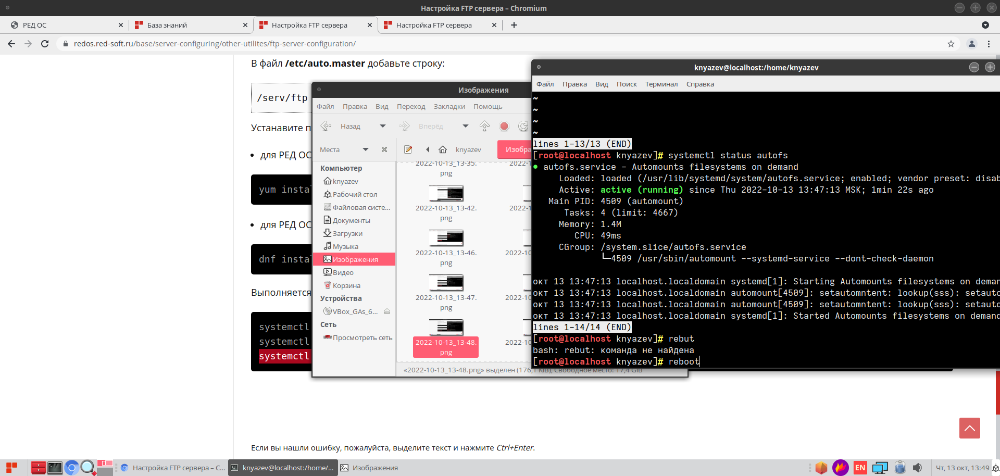 Настройка FTP сервера – Chromium
РЕД ОС
База знаний
Настройка FTP сервера
Настройка FTP сервера
redos.red-soft.ru/base/server-configuring/other-utilites/ftp-server-configuration/
В файл /etc/auto.master добавьте строку:
/serv/ftp
Устанавите п
• для РЕД ОС
yum insta
• для РЕД ОС
dnf insta
Выполняется
systemctl
systemctl
systemctl
Если вы нашли ошибку, пожалуйста, выделите текст и нажмите Ctrl+Enter.
Изображения
Файл Правка Вид Переход Закладки Помощь
Назад Вперёд
Места
knyazev
Изобра
Компьютер
knyazev
Рабочий стол
Файловая систе...
Документы
Загрузки
Музыка
Изображения
Видео
Корзина
Устройства
VBox_GAs_6...
Сеть
Просмотреть сеть
2022-10-13_13-35.png 2022-1
2022-10-13_13-42.png 2022-1
2022-10-13_13-46.png 2022-10
2022-10-13_13-47.png 2022-10
2022-10-13_13-48.png 2022-10
«2022-10-13_13-48.png» выделен (176,1 KiB), Свободное место: 17,4 GiB
knyazev@localhost:/home/knyazev
Файл Правка Вид Поиск Терминал Справка
~
~
~
~
lines 1-13/13 (END)
[root@localhost knyazev]# systemctl status autofs
● autofs.service - Automounts filesystems on demand
Loaded: loaded (/usr/lib/systemd/system/autofs.service; enabled; vendor preset: disab
Active: active (running) since Thu 2022-10-13 13:47:13 MSK; 1min 22s ago
Main PID: 4509 (automount)
Tasks: 4 (limit: 4667)
Memory: 1.4M
CPU: 49ms
CGroup: /system.slice/autofs.service
└─4509 /usr/sbin/automount --systemd-service --dont-check-daemon
окт 13 13:47:13 localhost.localdomain systemd[1]: Starting Automounts filesystems on deman
окт 13 13:47:13 localhost.localdomain automount[4509]: setautomntent: lookup(sss): setauto
окт 13 13:47:13 localhost.localdomain automount[4509]: setautomntent: lookup(sss): setauto
окт 13 13:47:13 localhost.localdomain systemd[1]: Started Automounts filesystems on demand
lines 1-14/14 (END)
[root@localhost knyazev]# rebut
bash: rebut: команда не найдена
[root@localhost knyazev]# reboot
Настройка FTP сервера – C...
knyazev@localhost:/home/...
Изображения
EN
Чт, 13 окт, 13:49